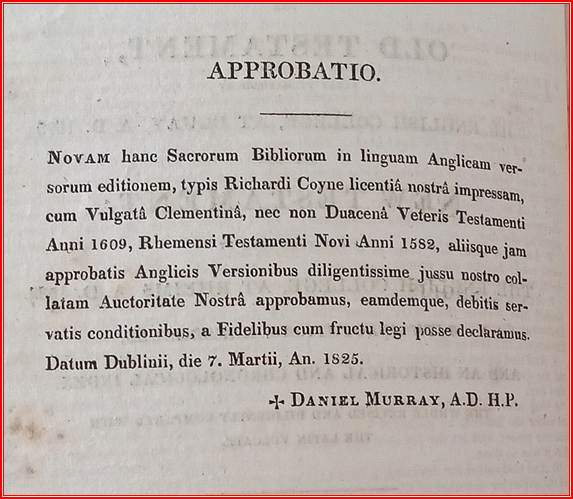 APPROBATIO.
NOVAM hanc Sacrorum Bibliorum in linguam Anglicam ver-
sorum editionem, typis Richardi Coyne licentiâ nostrâ impressam,
cum Vulgatâ Clementinâ, nec non Duacenâ Veteris Testamenti
Anni 1609, Rhemensi Testamenti Novi Anni 1582, aliisque jam
approbatis Anglicis Versionibus diligentissime jussu nostro col-
latam Auctoritate Nostrâ approbamus, eamdemque, debitis ser-
vatis conditionibus, a Fidelibus cum fructu legi posse declaramus.
Datum Dublinii, die 7. Martii, An. 1825.
✢ DANIEL MURRAY, A.D. H.P.